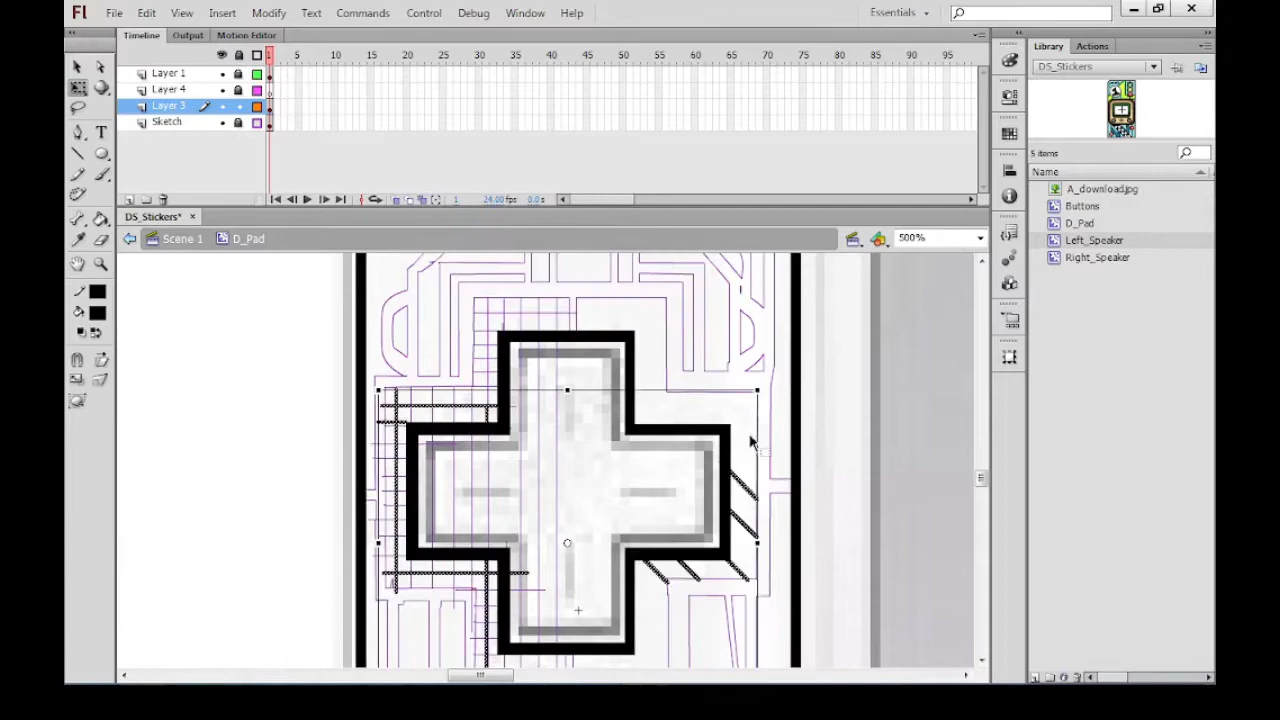 Fl File Edit View Insert Modify Text Commands Control Debug Window Help Essentials
Timeline Output Motion Editor Library Actions
1 5 10 15 20 25 30 35 40 45 50 55 60 65 70 75 80 85 90 95
DS_Stickers
Layer 1
Layer 4
Layer 3
Sketch
5 items
Name
A_download.jpg
Buttons
D_Pad
Left_Speaker
Right_Speaker
1 24.00 fps 0.0 s
DS_Stickers*
Scene 1 D_Pad 500%
T